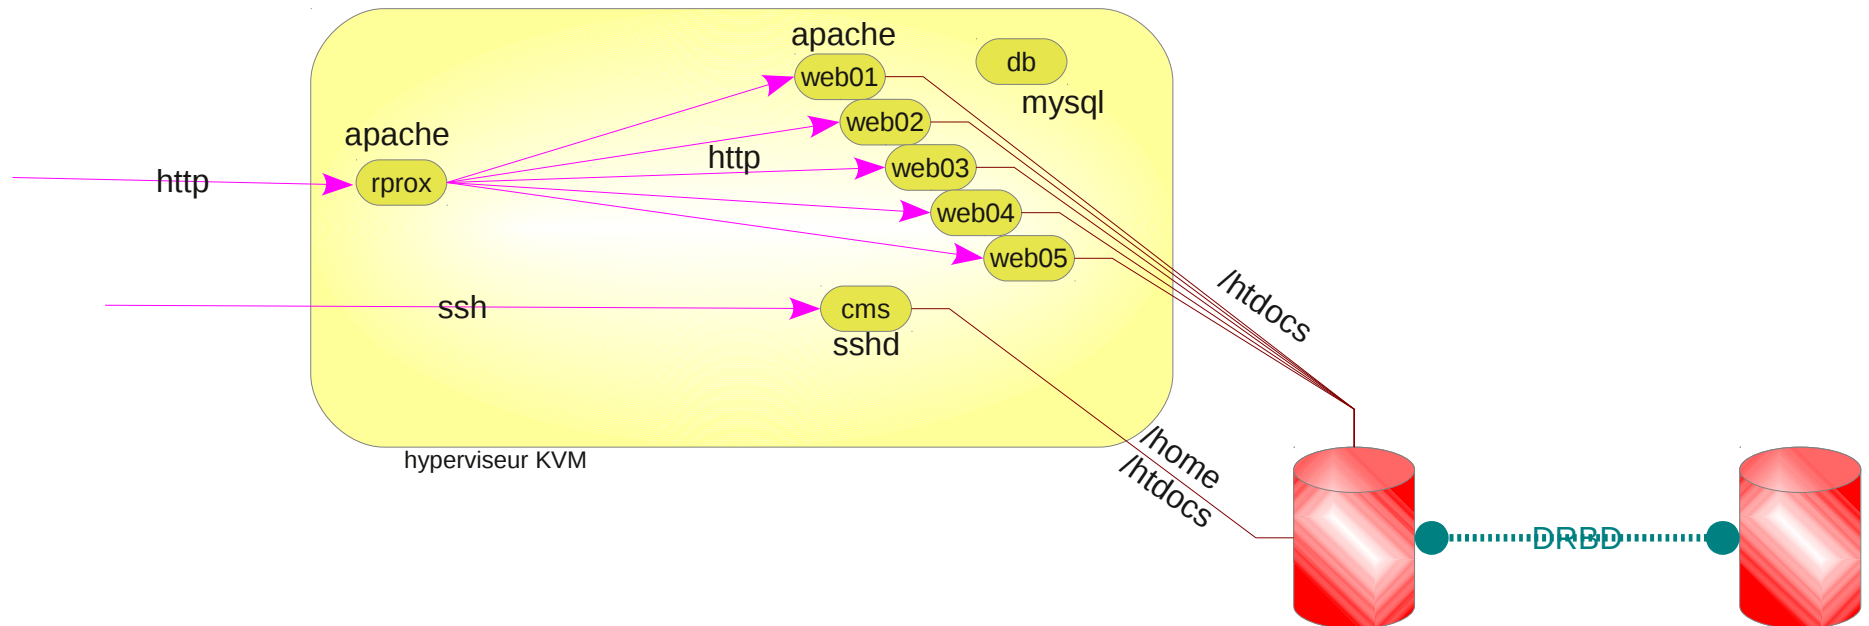 apache
web01
db
mysql
web02
apache
http
web03
http
rprox
web04
web05
/htdocs
ssh
cms
sshd
/home
/htdocs
hyperviseur KVM
DRBD